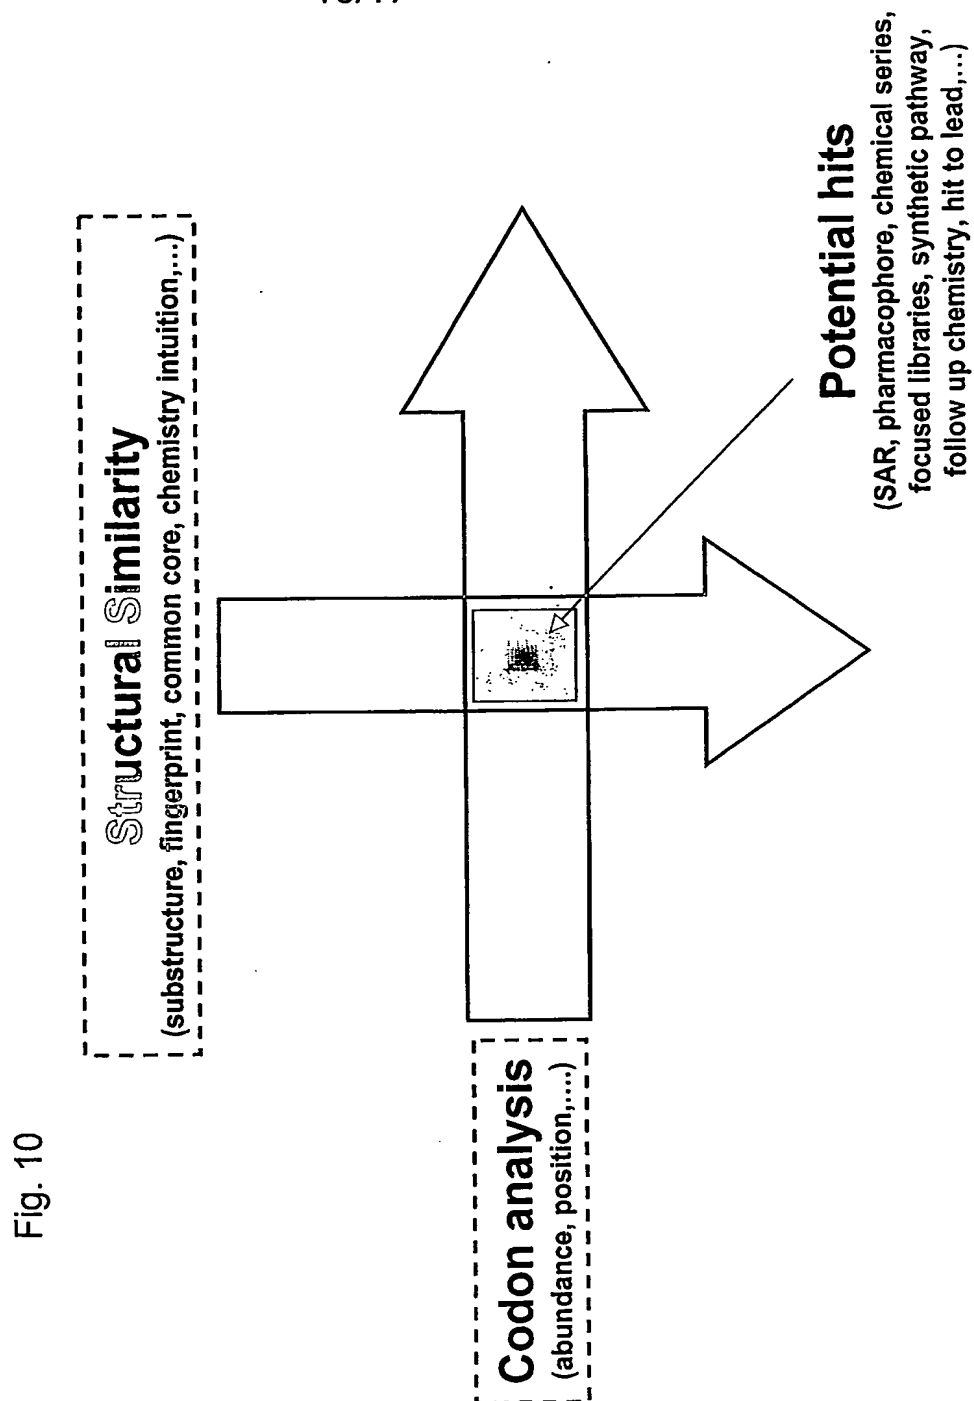 Fig. 10
Structural Similarity
(substructure, fingerprint, common core, chemistry intuition,...)
Codon analysis
(abundance, position,....)
Potential hits
(SAR, pharmacophore, chemical series,
focused libraries, synthetic pathway,
follow up chemistry, hit to lead,...)